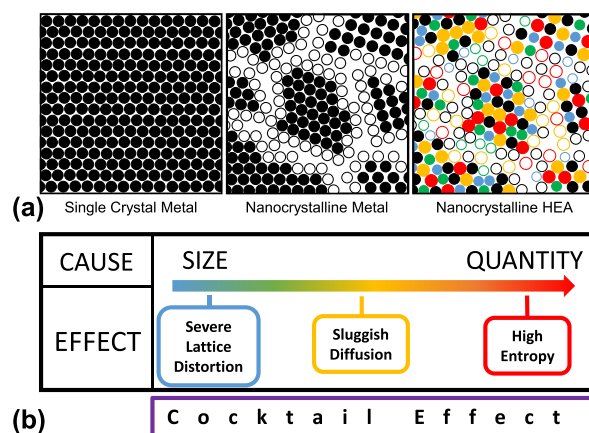 (a)
Single Crystal Metal
Nanocrystalline Metal
Nanocrystalline HEA
CAUSE
SIZE
QUANTITY
EFFECT
Severe
Lattice
Distortion
Sluggish
Diffusion
High
Entropy
(b)
Cocktail Effect